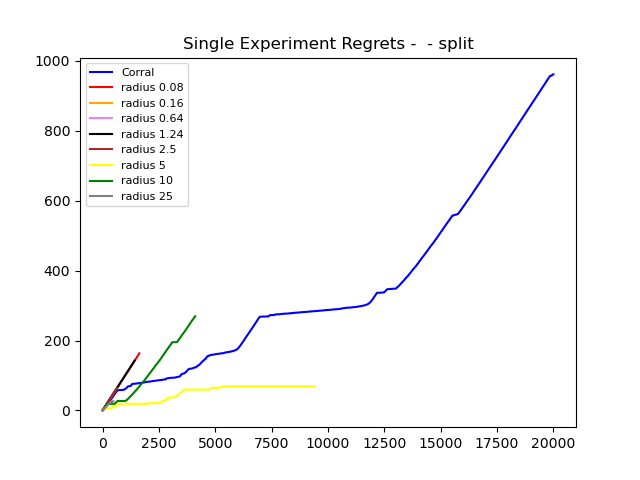 Single Experiment Regrets -  - split
1000
800
600
400
200
0
Corral
radius 0.08
radius 0.16
radius 0.64
radius 1.24
radius 2.5
radius 5
radius 10
radius 25
0 2500 5000 7500 10000 12500 15000 17500 20000